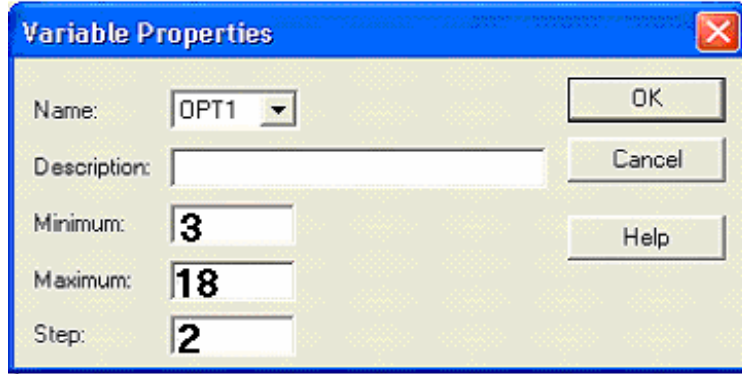 Variable Properties
Name: OPT1 OK
Description: Cancel
Minimum: 3 Help
Maximum: 18
Step: 2